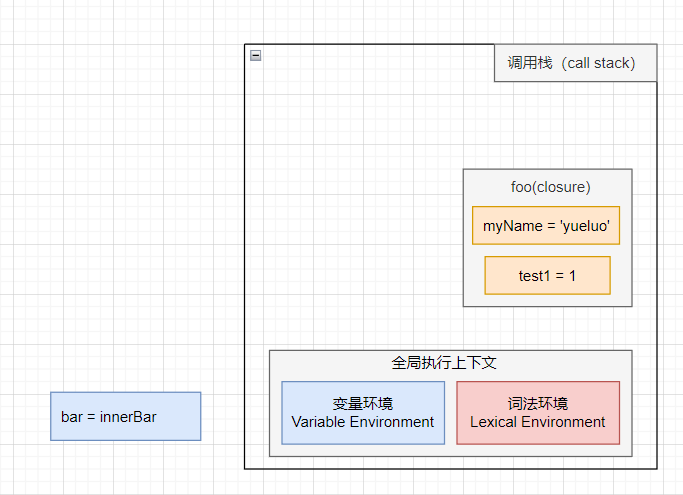 调用栈（call stack）
foo(closure)
myName = 'yueluo'
test1 = 1
全局执行上下文
变量环境
Variable Environment
词法环境
Lexical Environment
bar = innerBar